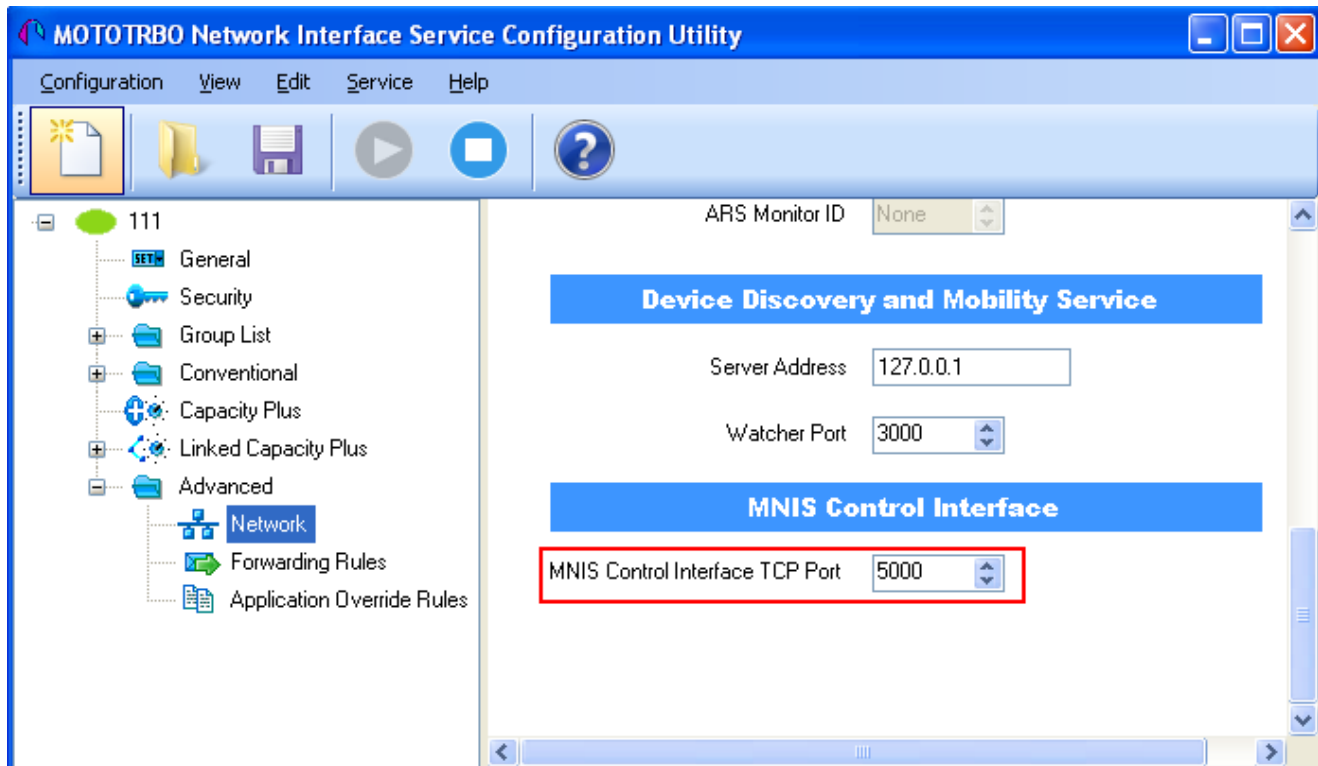 MOTOTRBO Network Interface Service Configuration Utility
Configuration View Edit Service Help
111
SET
General
Security
Group List
Conventional
Capacity Plus
Linked Capacity Plus
Advanced
Network
Forwarding Rules
Application Override Rules
ARS Monitor ID None
Device Discovery and Mobility Service
Server Address 127.0.0.1
Watcher Port 3000
MNIS Control Interface
MNIS Control Interface TCP Port 5000